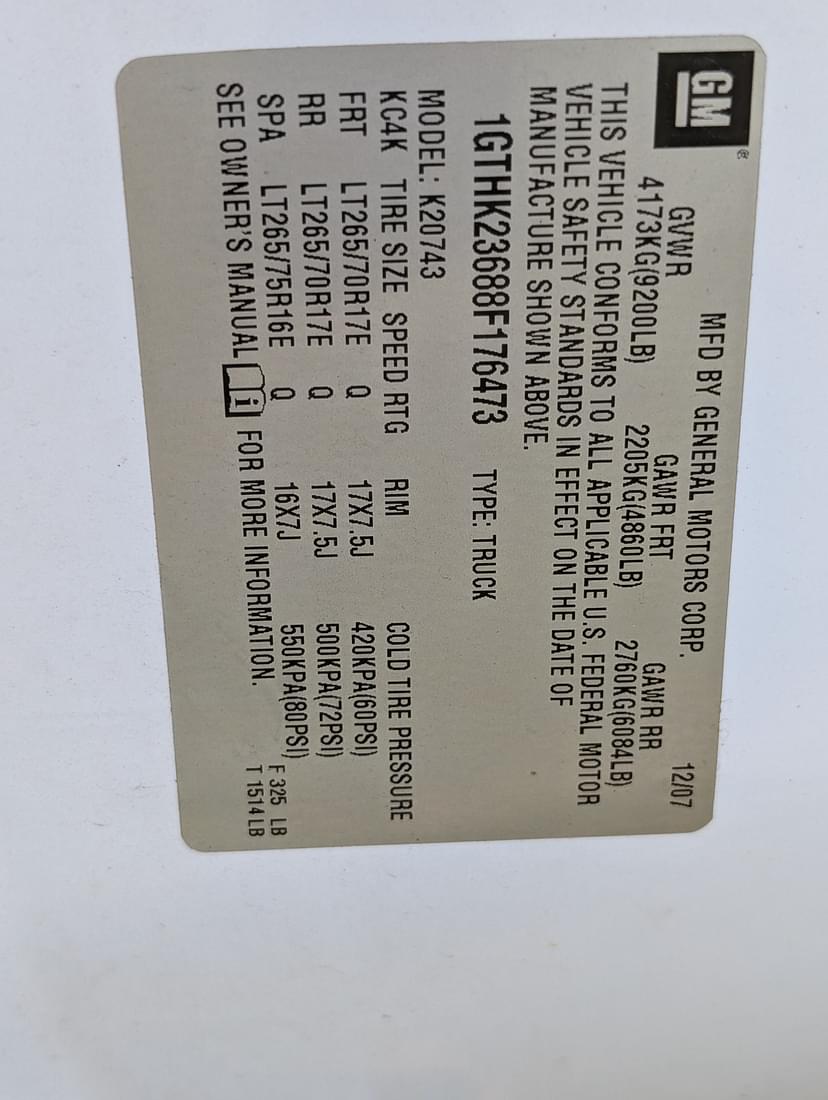 GM ®
MFD BY GENERAL MOTORS CORP. 12/07
GVWR GAWR FRT GAWR RR
4173KG(9200LB) 2205KG(4860LB) 2760KG(6084LB)
THIS VEHICLE CONFORMS TO ALL APPLICABLE U.S. FEDERAL MOTOR
VEHICLE SAFETY STANDARDS IN EFFECT ON THE DATE OF
MANUFACTURE SHOWN ABOVE.
1GTHK23688F176473 TYPE: TRUCK
MODEL: K20743
KC4K TIRE SIZE SPEED RTG RIM COLD TIRE PRESSURE
FRT LT265/70R17E Q 17X7.5J 420KPA(60PSI)
RR LT265/70R17E Q 17X7.5J 500KPA(72PSI)
SPA LT265/75R16E Q 16X7J 550KPA(80PSI) F 325 LB
SEE OWNER'S MANUAL i FOR MORE INFORMATION. T 1514 LB